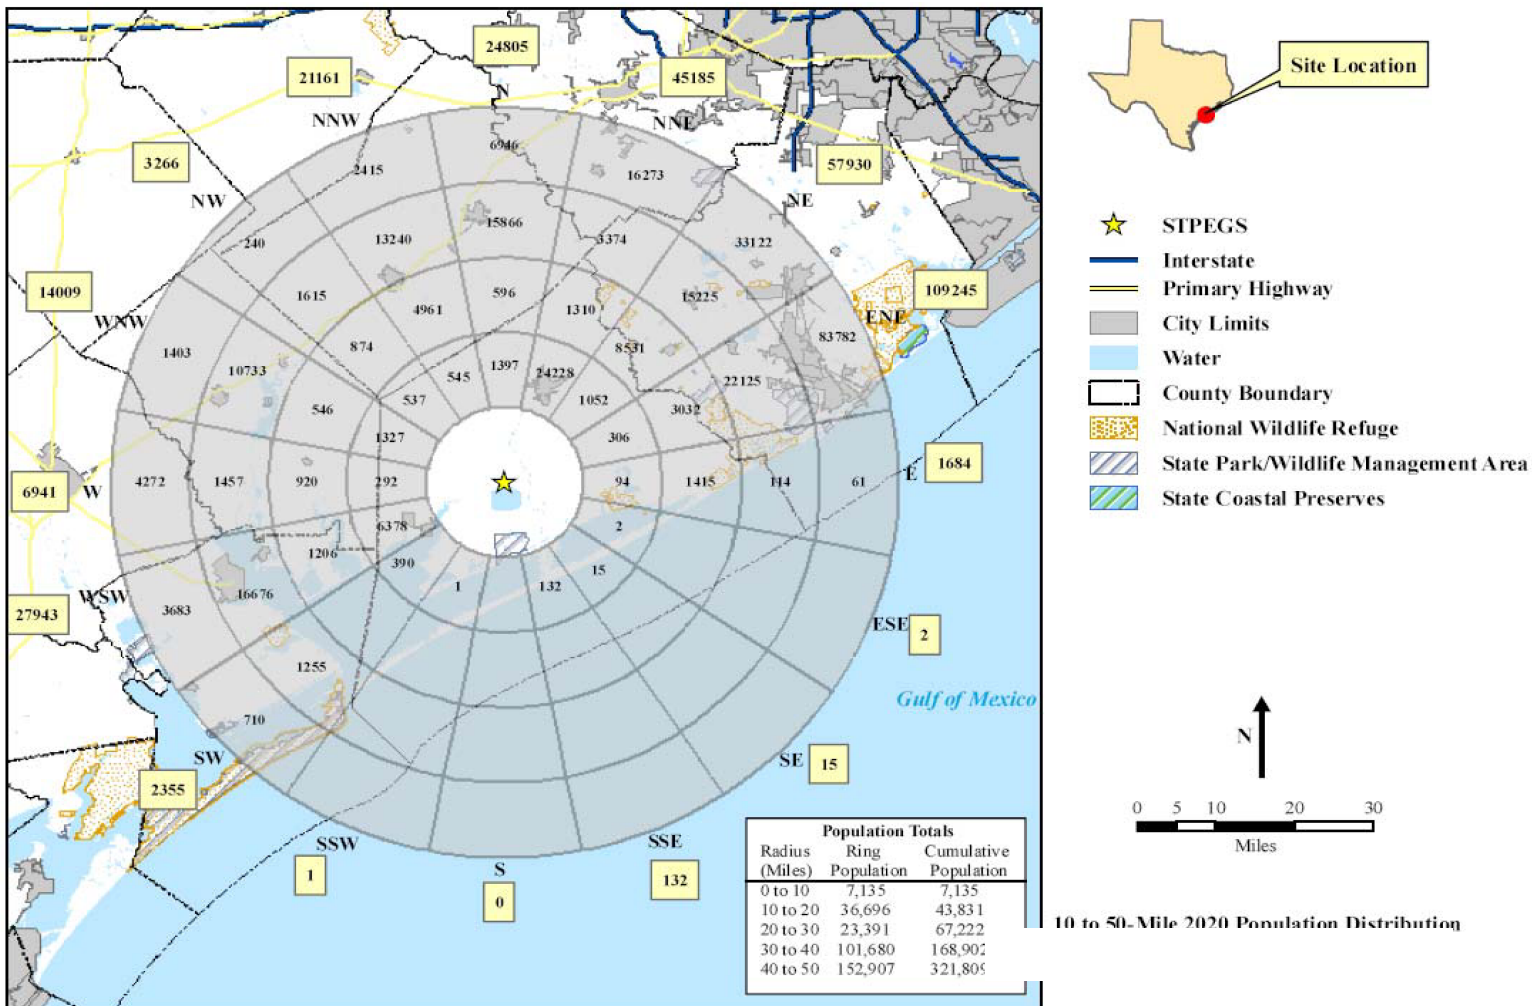 24805
21161
45185
N
NNW
NNE
6946
3266
57930
2415
16273
NW
NE
15866
240
13240
3374
33122
14009
109245
1615
596
15225
4961
1310
WNW
ENE
1403
874
8531
83782
10733
545
1397
24228
22125
546
537
1052
3032
1327
306
6941
W
4272
1457
920
292
94
1415
114
61
E
1684
6378
2
1206
390
1
132
15
WSW
27943
3683
16676
ESE
2
1255
Gulf of Mexico
710
SW
SE
15
2355
SSW
SSE
1
S
132
0
Population Totals
Radius Ring Cumulative
(Miles) Population Population
0 to 10 7,135 7,135
10 to 20 36,696 43,831
20 to 30 23,391 67,222
30 to 40 101,680 168,902
40 to 50 152,907 321,809
Site Location
STPEGS
Interstate
Primary Highway
City Limits
Water
County Boundary
National Wildlife Refuge
State Park/Wildlife Management Area
State Coastal Preserves
N
0 5 10 20 30
Miles
10 to 50-Mile 2020 Population Distribution